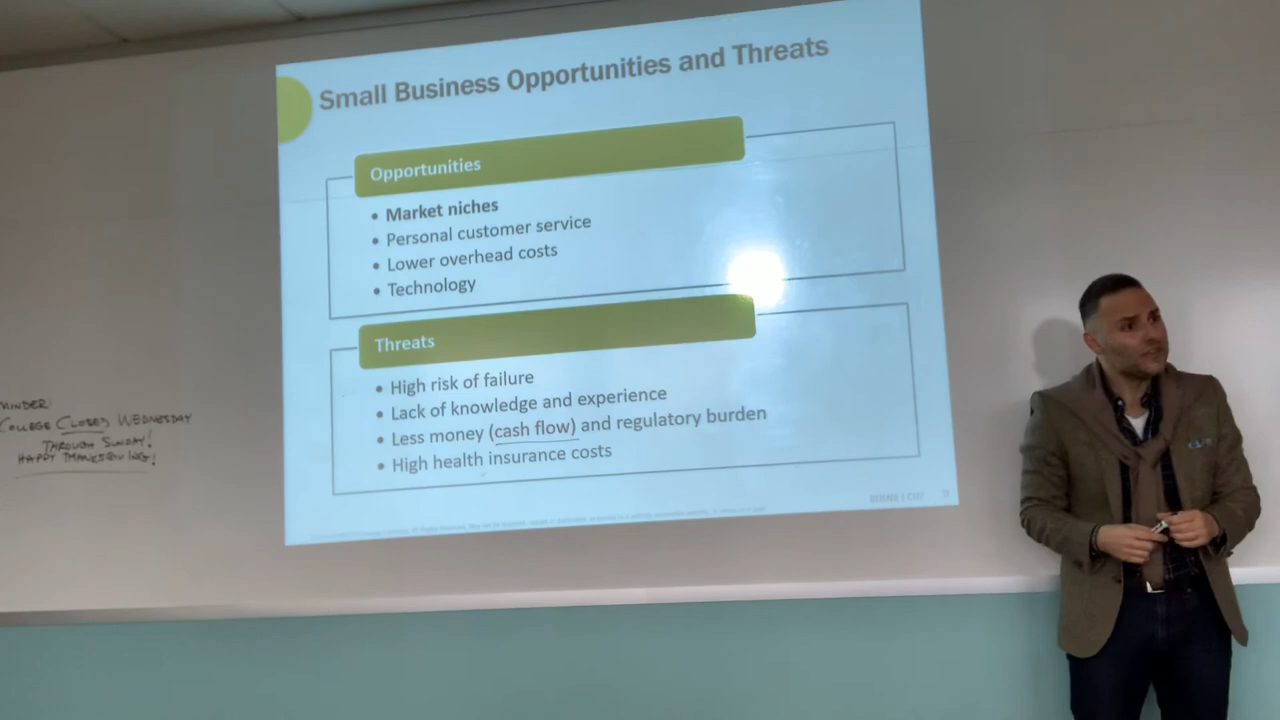 Small Business Opportunities and Threats
Opportunities
• Market niches
• Personal customer service
• Lower overhead costs
• Technology
Threats
• High risk of failure
• Lack of knowledge and experience
• Less money (cash flow) and regulatory burden
• High health insurance costs
9
MINDER:
COLLEGE CLOSED WEDNESDAY
THROUGH SUNDAY!
HAPPY THANKSGIVING!